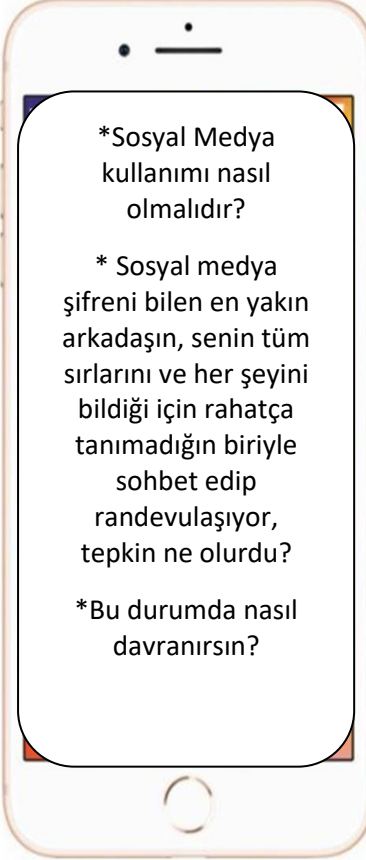 *Sosyal Medya
kullanımı nasıl
olmalıdır?
* Sosyal medya
şifreni bilen en yakın
arkadaşın, senin tüm
sırlarını ve her şeyini
bildiği için rahatça
tanımadığın biriyle
sohbet edip
randevulaşıyor,
tepkin ne olurdu?
*Bu durumda nasıl
davranırsın?